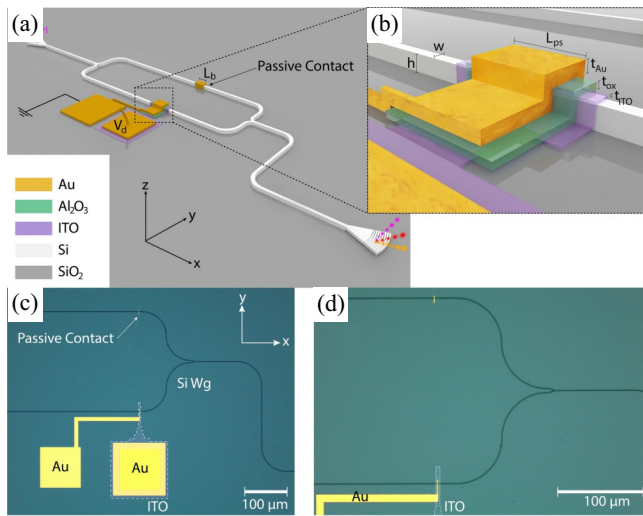 (a)
L_b
Passive Contact
V_d
z
y
x
Au
Al₂O₃
ITO
Si
SiO₂
(b)
L_ps
w
h
t_Au
t_ox
t_ITO
(c)
Passive Contact
y
x
Si Wg
Au
Au
ITO
100 µm
(d)
Au
ITO
100 µm